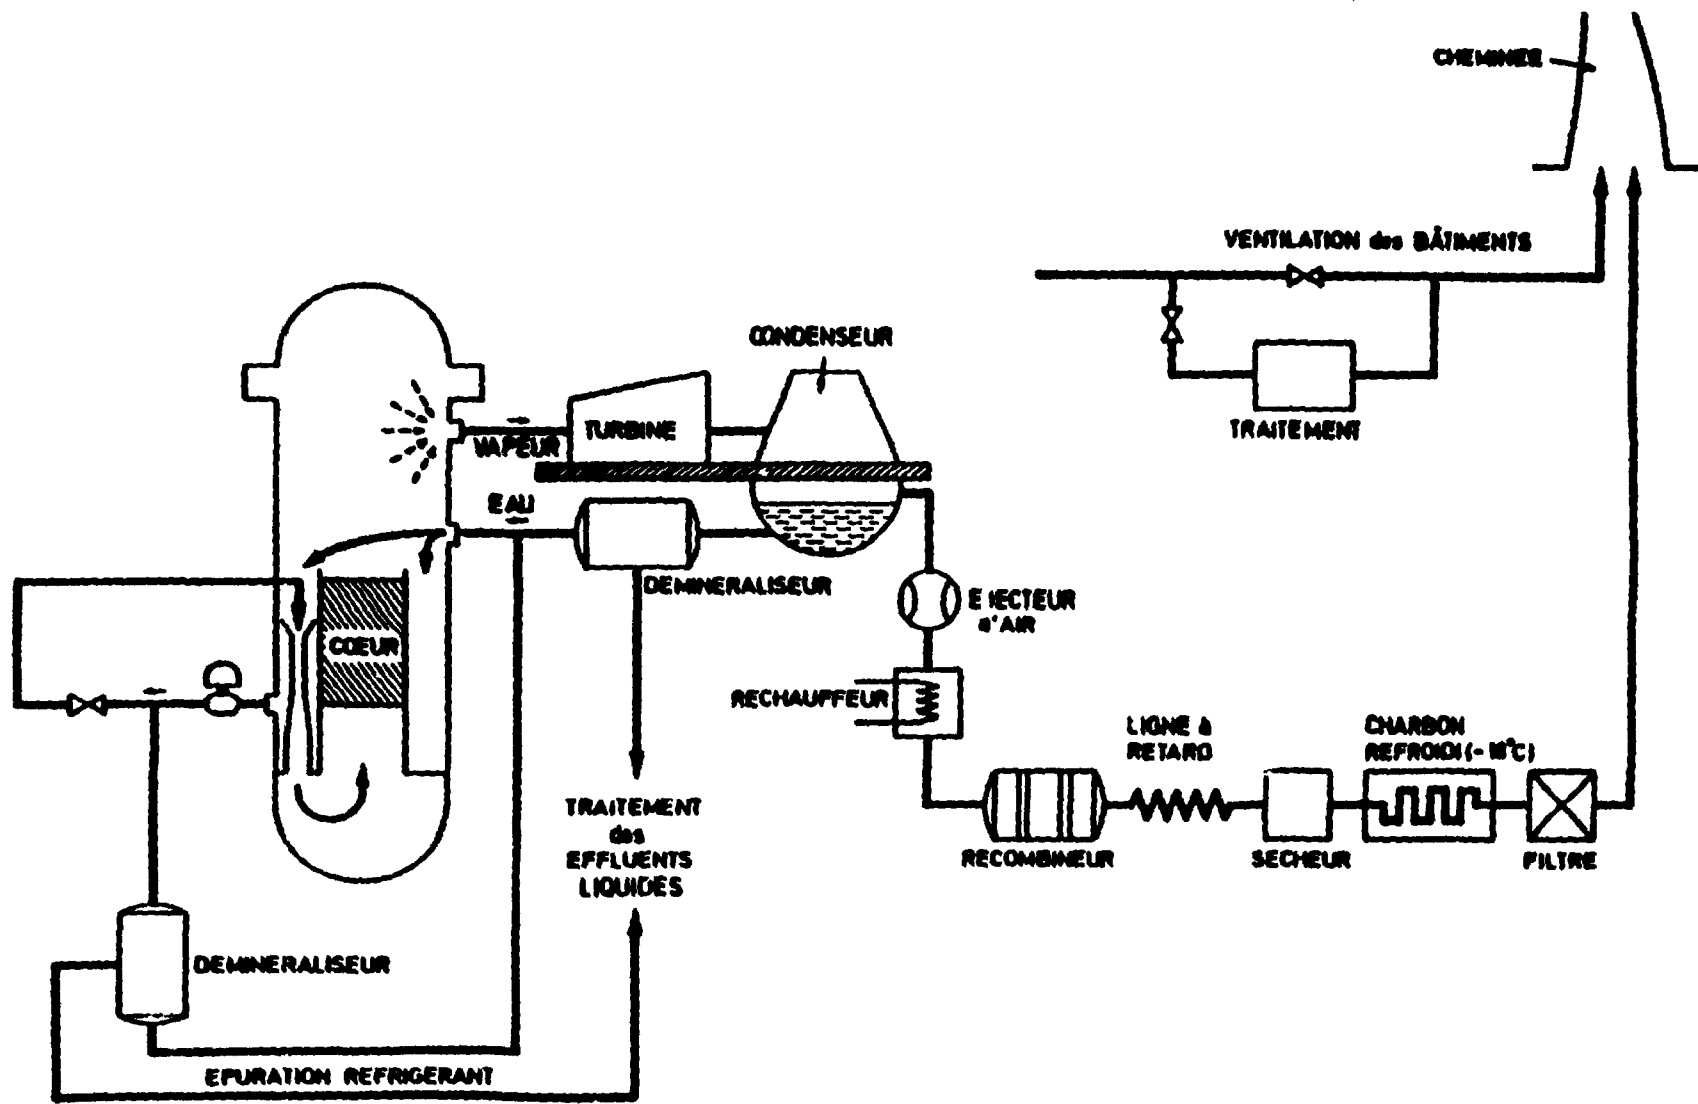 CHEMINEE
VENTILATION des BÂTIMENTS
TRAITEMENT
CONDENSEUR
VAPEUR
TURBINE
EAU
DEMINERALISEUR
COEUR
EJECTEUR
d'AIR
RECHAUFFEUR
LIGNE à
RETARD
CHARBON
REFROIDI (-18°C)
RECOMBINEUR
SECHEUR
FILTRE
TRAITEMENT
des
EFFLUENTS
LIQUIDES
DEMINERALISEUR
EPURATION REFRIGERANT